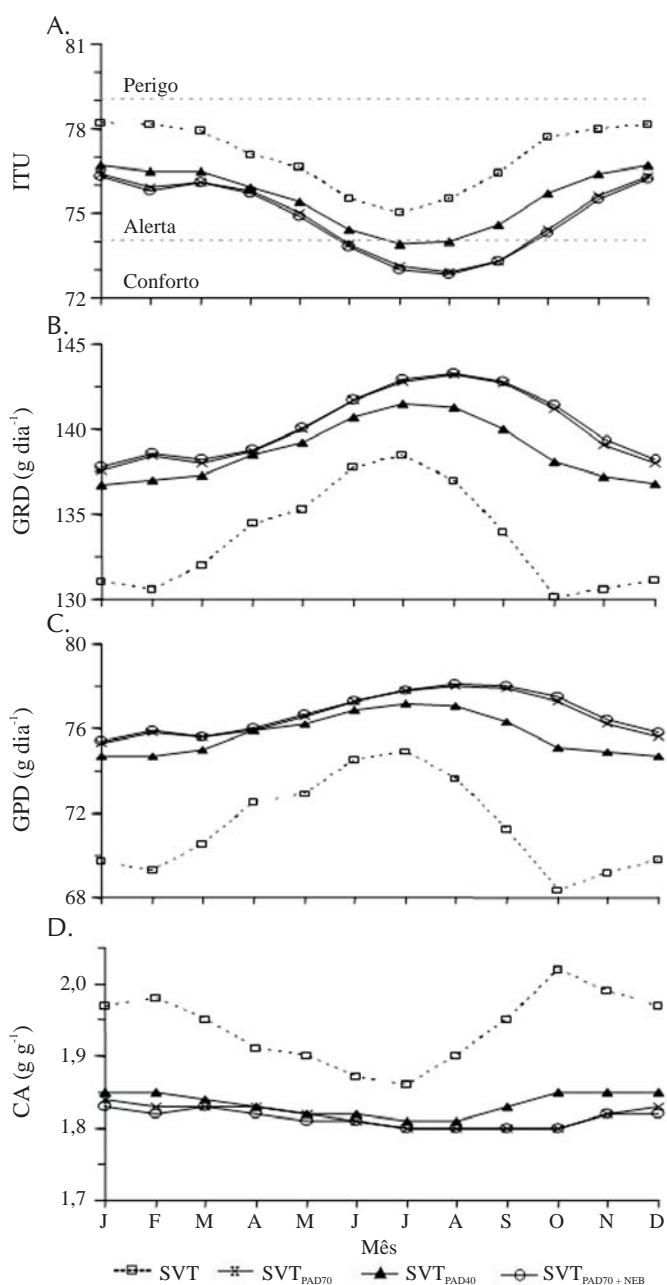 A.
81
Perigo
78
ITU
75
Alerta
Conforto
72
B.
145
140
GRD (g dia⁻¹)
135
130
C.
80
76
GPD (g dia⁻¹)
72
68
D.
2,0
1,9
CA (g g⁻¹)
1,8
1,7
J F M A M J J A S O N D
Mês
SVT SVT PAD70 SVT PAD40 SVT PAD70 + NEB